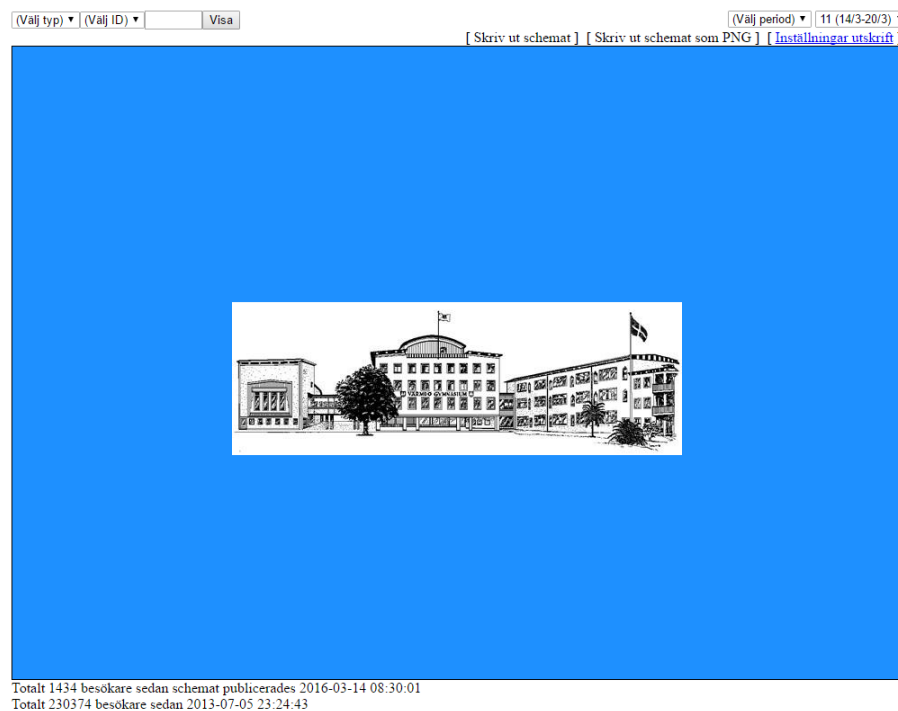 (Välj typ) (Välj ID) Visa (Välj period) 11 (14/3-20/3)
[ Skriv ut schemat ] [ Skriv ut schemat som PNG ] [ Inställningar utskrift ]
VÄRMDÖ GYMNASIUM
Totalt 1434 besökare sedan schemat publicerades 2016-03-14 08:30:01
Totalt 230374 besökare sedan 2013-07-05 23:24:43